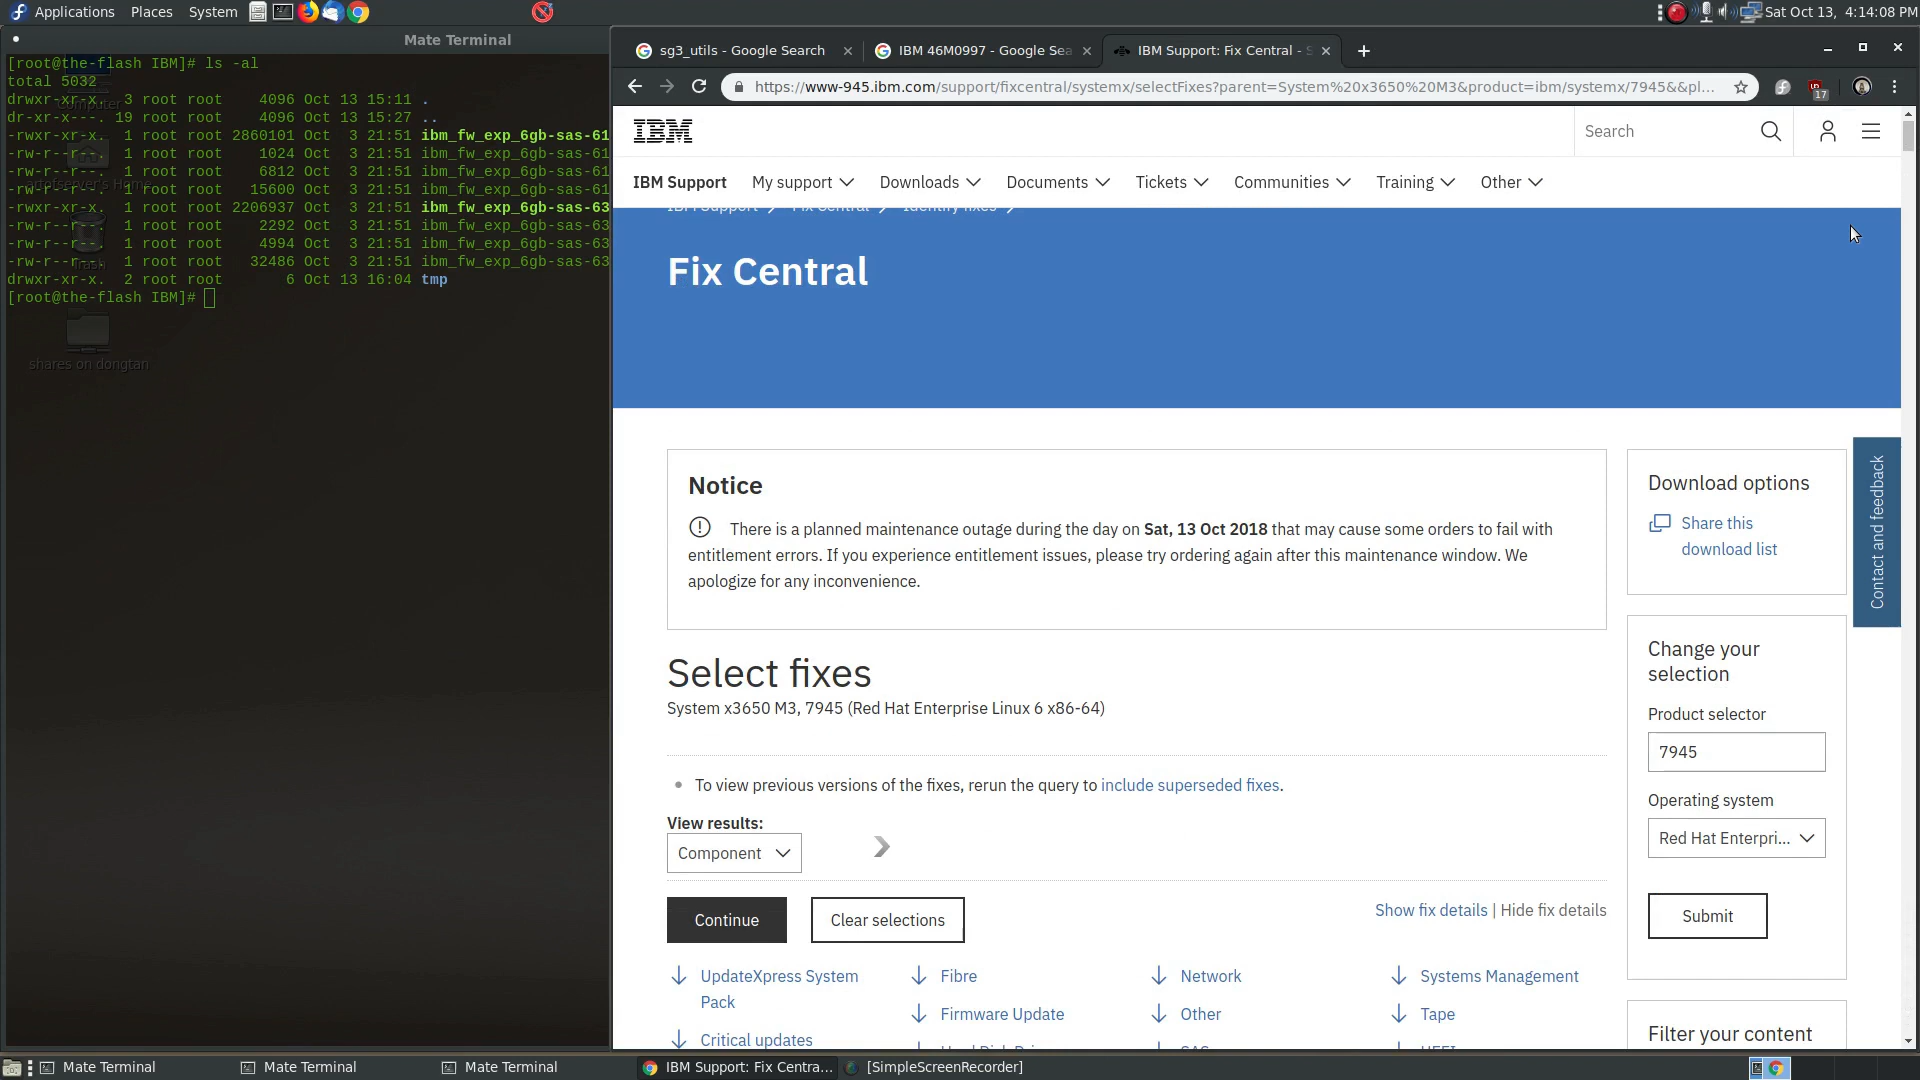 Applications Places System
Sat Oct 13, 4:14:08 PM
Mate Terminal
[root@the-flash IBM]# ls -al
total 5032
drwxr-xr-x. 3 root root 4096 Oct 13 15:11 .
dr-xr-x---. 19 root root 4096 Oct 13 15:27 ..
-rwxr-xr-x. 1 root root 2860101 Oct 3 21:51 ibm_fw_exp_6gb-sas-61
-rw-r--r--. 1 root root 1024 Oct 3 21:51 ibm_fw_exp_6gb-sas-61
-rw-r--r--. 1 root root 6812 Oct 3 21:51 ibm_fw_exp_6gb-sas-61
-rw-r--r--. 1 root root 15600 Oct 3 21:51 ibm_fw_exp_6gb-sas-61
-rwxr-xr-x. 1 root root 2206937 Oct 3 21:51 ibm_fw_exp_6gb-sas-63
-rw-r--r--. 1 root root 2292 Oct 3 21:51 ibm_fw_exp_6gb-sas-63
-rw-r--r--. 1 root root 4994 Oct 3 21:51 ibm_fw_exp_6gb-sas-63
-rw-r--r--. 1 root root 32486 Oct 3 21:51 ibm_fw_exp_6gb-sas-63
drwxr-xr-x. 2 root root 6 Oct 13 16:04 tmp
[root@the-flash IBM]#
Computer
shares on dongtan
sg3_utils - Google Search
IBM 46M0997 - Google Sea
IBM Support: Fix Central - S
https://www-945.ibm.com/support/fixcentral/systemx/selectFixes?parent=System%20x3650%20M3&product=ibm/systemx/7945&&pl...
17
IBM
Search
IBM Support My support Downloads Documents Tickets Communities Training Other
IBM Support Fix Central Identify fixes
Fix Central
Notice
There is a planned maintenance outage during the day on Sat, 13 Oct 2018 that may cause some orders to fail with
entitlement errors. If you experience entitlement issues, please try ordering again after this maintenance window. We
apologize for any inconvenience.
Download options
Share this
download list
Contact and feedback
Select fixes
System x3650 M3, 7945 (Red Hat Enterprise Linux 6 x86-64)
To view previous versions of the fixes, rerun the query to include superseded fixes.
View results:
Component
Continue
Clear selections
Show fix details | Hide fix details
UpdateXpress System
Pack
Critical updates
Fibre
Firmware Update
Network
Other
SAS
Systems Management
Tape
UEFI
Change your
selection
Product selector
7945
Operating system
Red Hat Enterpri...
Submit
Filter your content
Mate Terminal
Mate Terminal
Mate Terminal
IBM Support: Fix Centra...
[SimpleScreenRecorder]